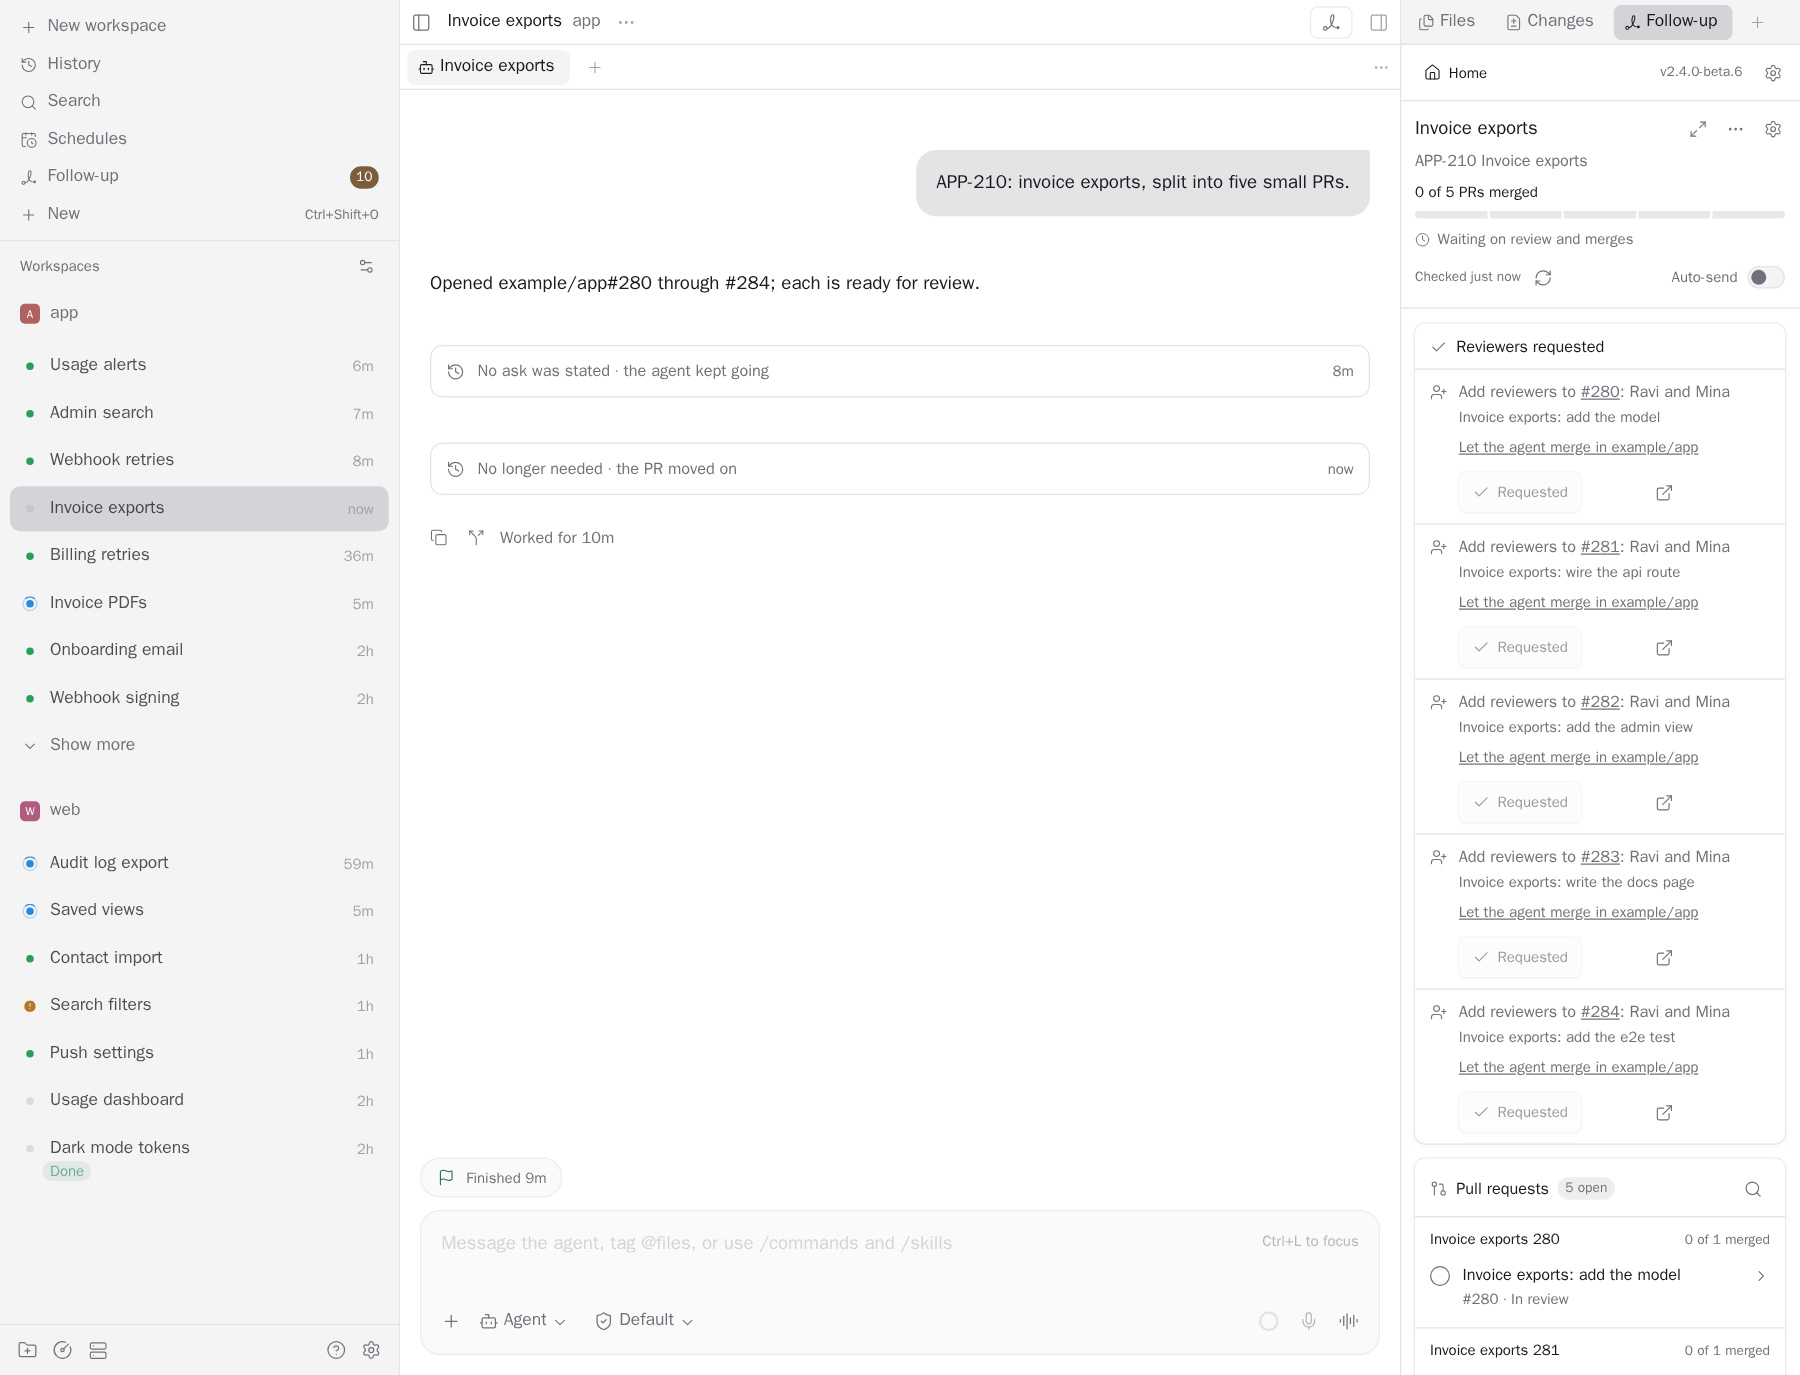 New workspace
History
Search
Schedules
Follow-up 10
New Ctrl+Shift+O
Workspaces
A app
Usage alerts 6m
Admin search 7m
Webhook retries 8m
Invoice exports now
Billing retries 36m
Invoice PDFs 5m
Onboarding email 2h
Webhook signing 2h
Show more
W web
Audit log export 59m
Saved views 5m
Contact import 1h
Search filters 1h
Push settings 1h
Usage dashboard 2h
Dark mode tokens 2h
Done
Invoice exports app
Invoice exports
APP-210: invoice exports, split into five small PRs.
Opened example/app#280 through #284; each is ready for review.
No ask was stated · the agent kept going 8m
No longer needed · the PR moved on now
Worked for 10m
Finished 9m
Message the agent, tag @files, or use /commands and /skills Ctrl+L to focus
Agent Default
Files Changes Follow-up
Home v2.4.0-beta.6
Invoice exports
APP-210 Invoice exports
0 of 5 PRs merged
Waiting on review and merges
Checked just now Auto-send
Reviewers requested
Add reviewers to #280: Ravi and Mina
Invoice exports: add the model
Let the agent merge in example/app
Requested
Add reviewers to #281: Ravi and Mina
Invoice exports: wire the api route
Let the agent merge in example/app
Requested
Add reviewers to #282: Ravi and Mina
Invoice exports: add the admin view
Let the agent merge in example/app
Requested
Add reviewers to #283: Ravi and Mina
Invoice exports: write the docs page
Let the agent merge in example/app
Requested
Add reviewers to #284: Ravi and Mina
Invoice exports: add the e2e test
Let the agent merge in example/app
Requested
Pull requests 5 open
Invoice exports 280 0 of 1 merged
Invoice exports: add the model
#280 · In review
Invoice exports 281 0 of 1 merged